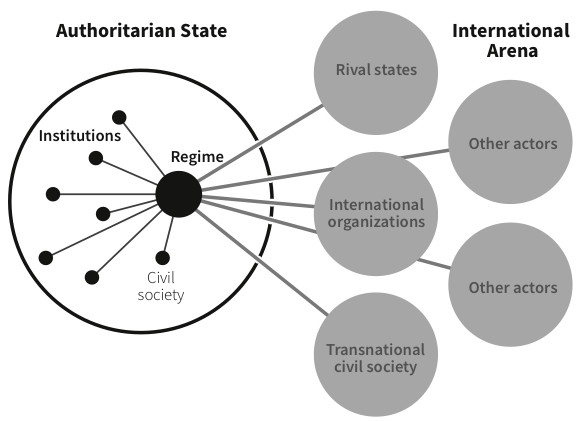 Authoritarian State
International
Arena
Rival states
Institutions
Other actors
Regime
International
organizations
Civil
society
Other actors
Transnational
civil society